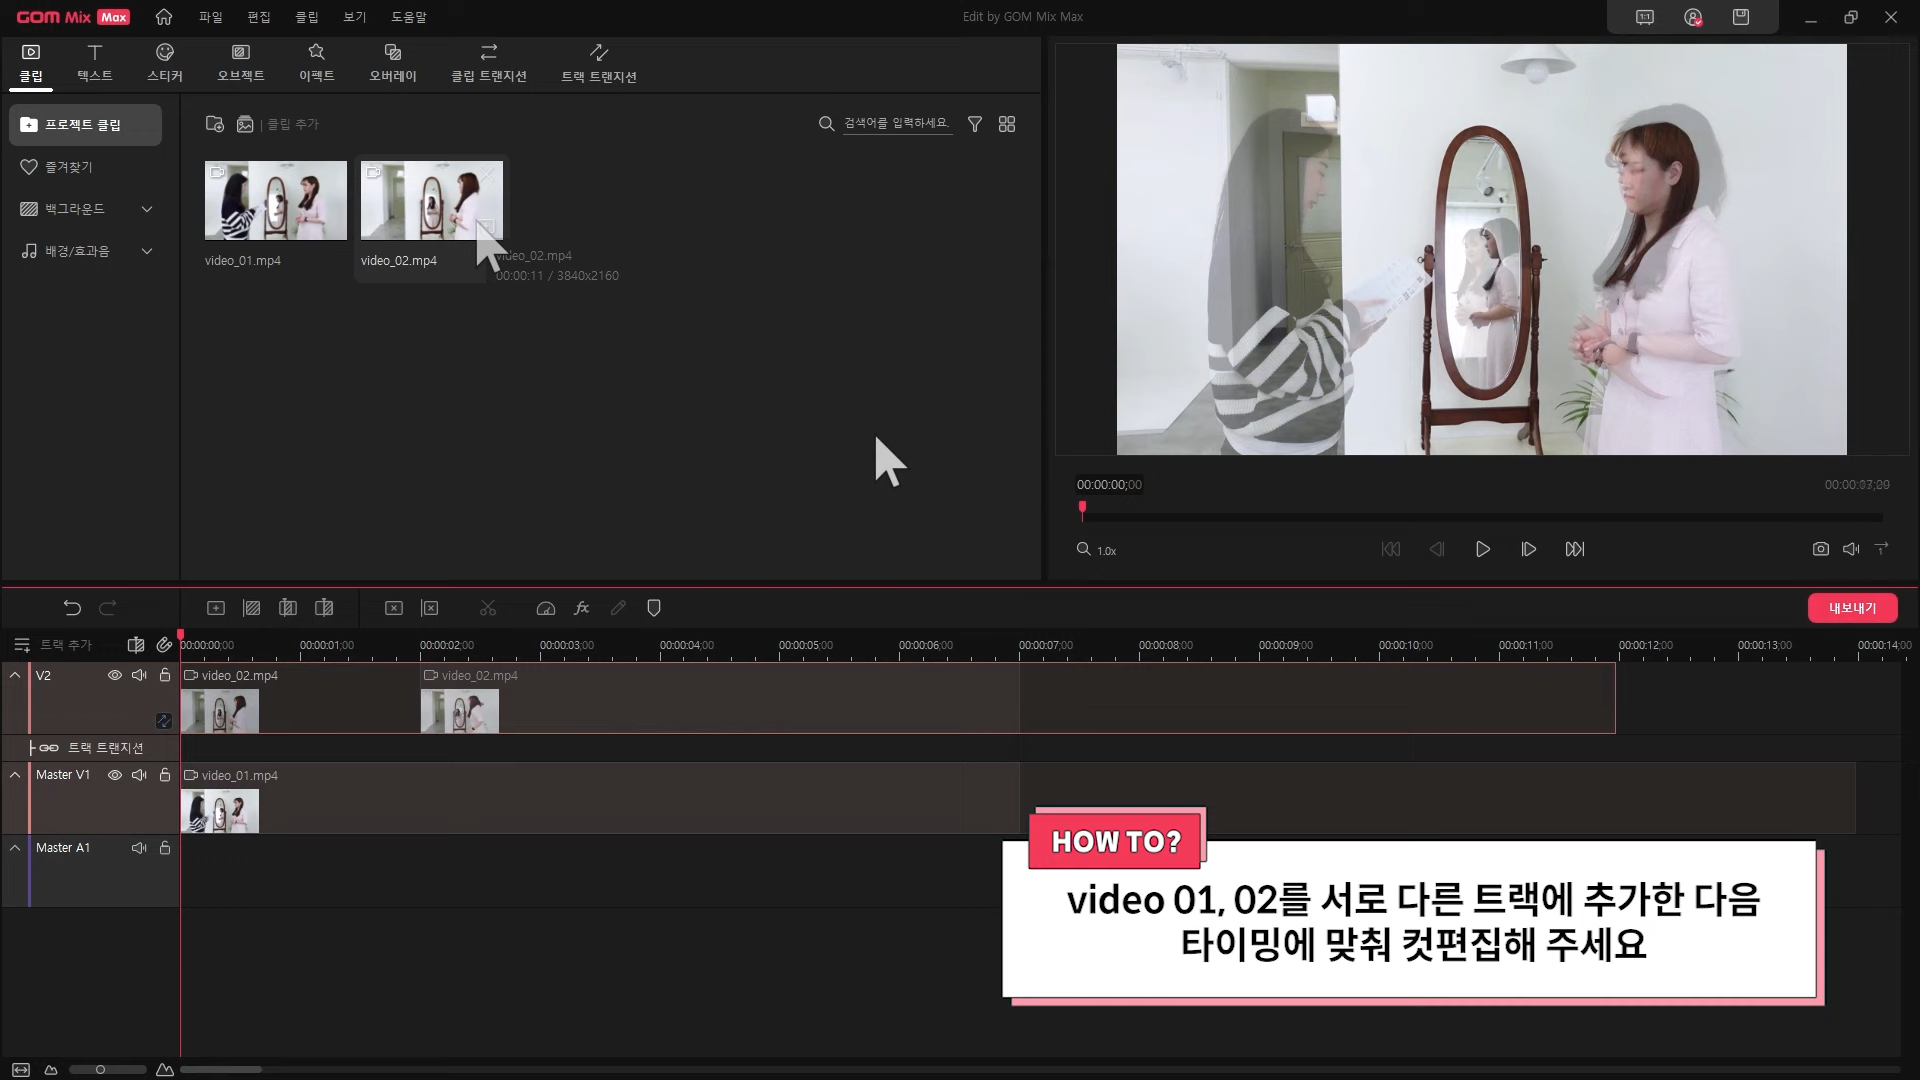 GOM Mix Max
파일 편집 클립 보기 도움말
Edit by GOM Mix Max
클립 텍스트 스티커 오브젝트 이펙트 오버레이 클립 트랜지션 트랙 트랜지션
프로젝트 클립
즐겨찾기
백그라운드
배경/효과음
클립 추가
검색어를 입력하세요.
video_01.mp4
video_02.mp4
video_02.mp4
00:00:11 / 3840x2160
00:00:00;00
1.0x
내보내기
트랙 추가
00:00:00;00 00:00:01;00 00:00:02;00 00:00:03;00 00:00:04;00 00:00:05;00 00:00:06;00 00:00:07;00 00:00:08;00 00:00:09;00 00:00:10;00 00:00:11;00 00:00:12;00 00:00:13;00 00:00:14;00
V2
video_02.mp4
video_02.mp4
트랙 트랜지션
Master V1
video_01.mp4
Master A1
HOW TO?
video 01, 02를 서로 다른 트랙에 추가한 다음
타이밍에 맞춰 컷편집해 주세요